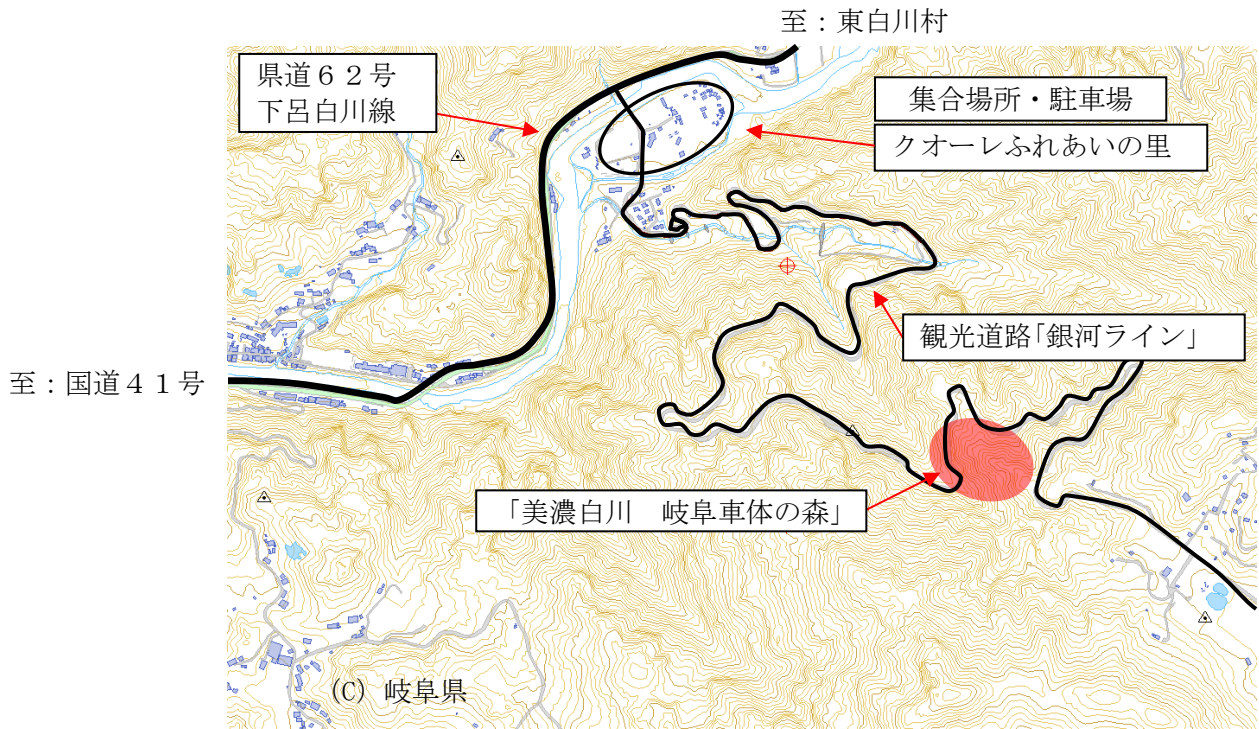 至：東白川村
県道６２号
下呂白川線
集合場所・駐車場
クオーレふれあいの里
観光道路「銀河ライン」
至：国道４１号
「美濃白川　岐阜車体の森」
(C) 岐阜県